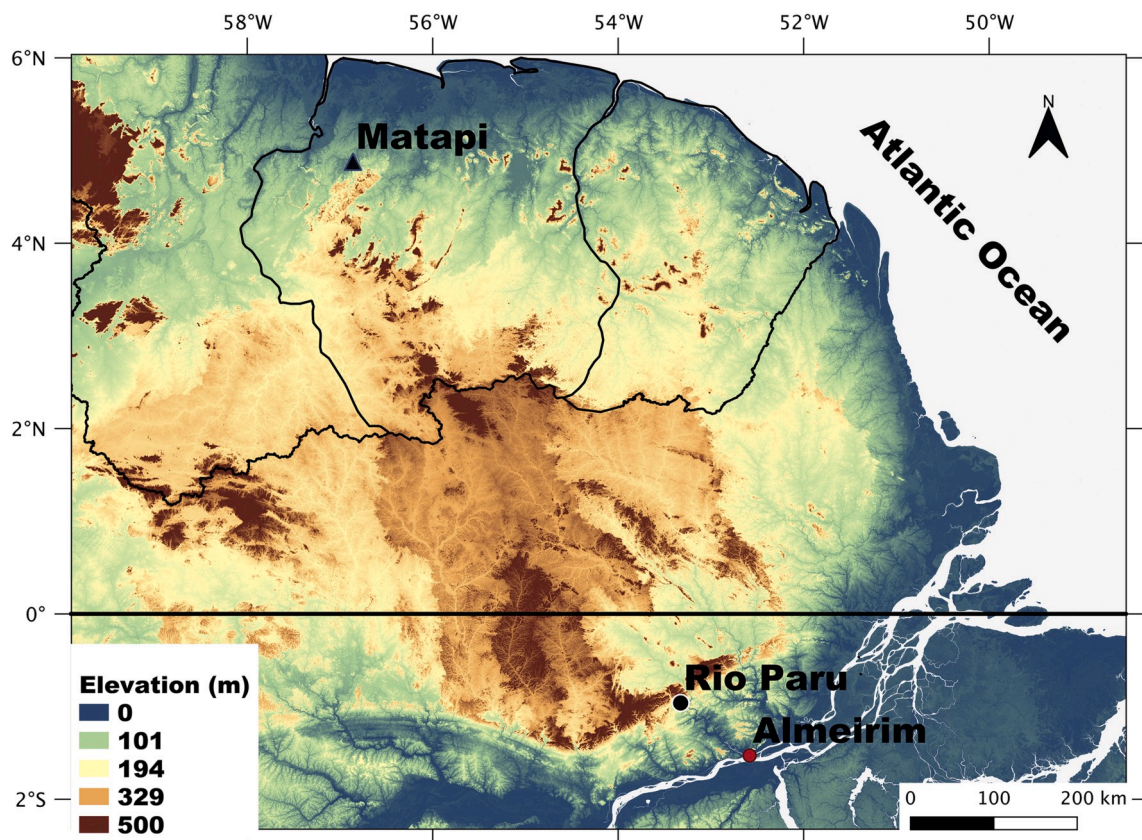 58°W 56°W 54°W 52°W 50°W
6°N
N
Matapi
Atlantic Ocean
4°N
2°N
0°
Rio Paru
Almeirim
Elevation (m)
0
101
194
329
500
2°S
0 100 200 km